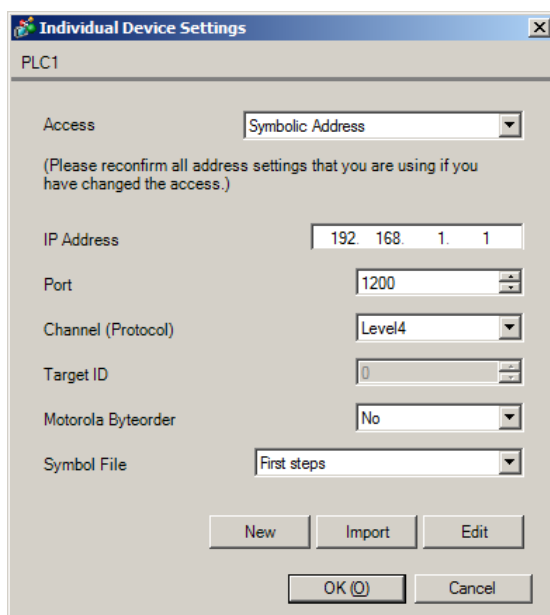 Individual Device Settings
PLC1
Access Symbolic Address
(Please reconfirm all address settings that you are using if you
have changed the access.)
IP Address 192. 168. 1. 1
Port 1200
Channel (Protocol) Level4
Target ID 0
Motorola Byteorder No
Symbol File First steps
New Import Edit
OK (O) Cancel